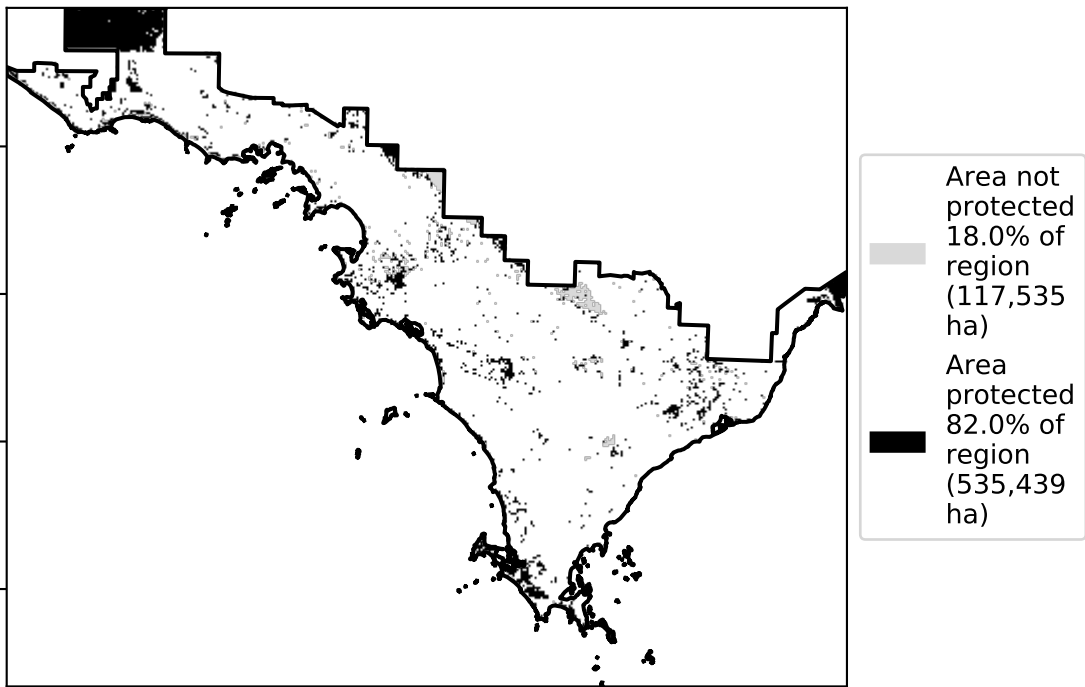 Area not
protected
18.0% of
region
(117,535
ha)
Area
protected
82.0% of
region
(535,439
ha)